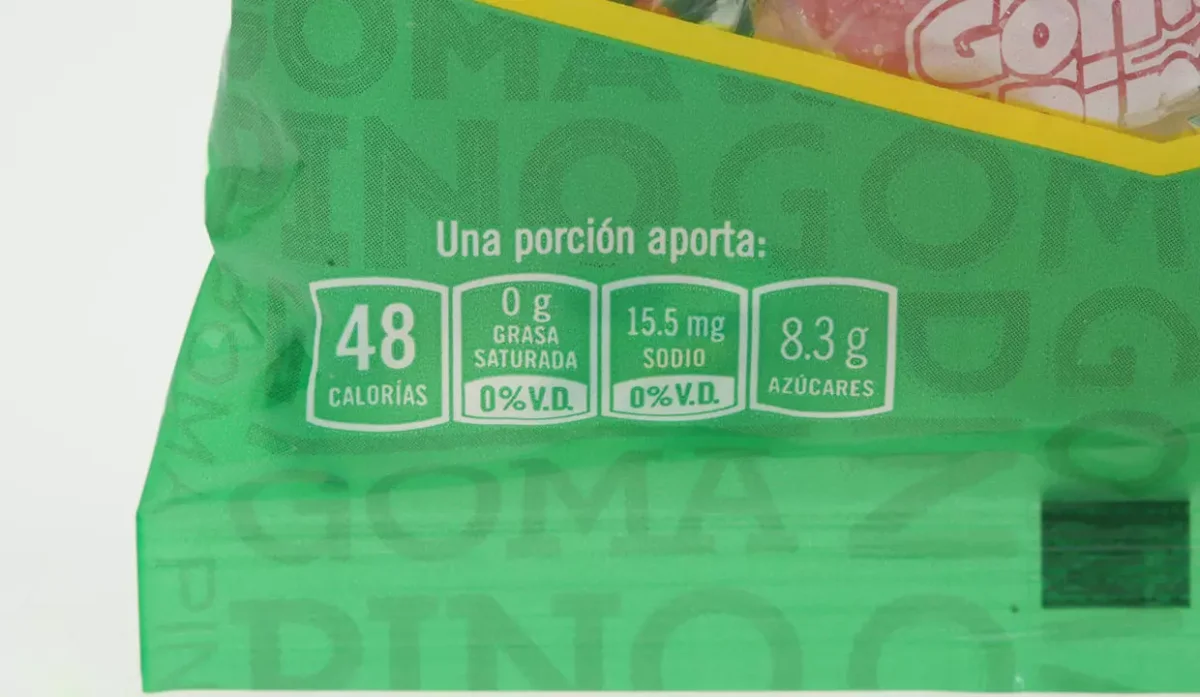 GOMA
PINO GOM
Una porción aporta:
48
CALORÍAS
0 g
GRASA
SATURADA
0% V.D.
15.5 mg
SODIO
0% V.D.
8.3 g
AZÚCARES
GOMA
PINO